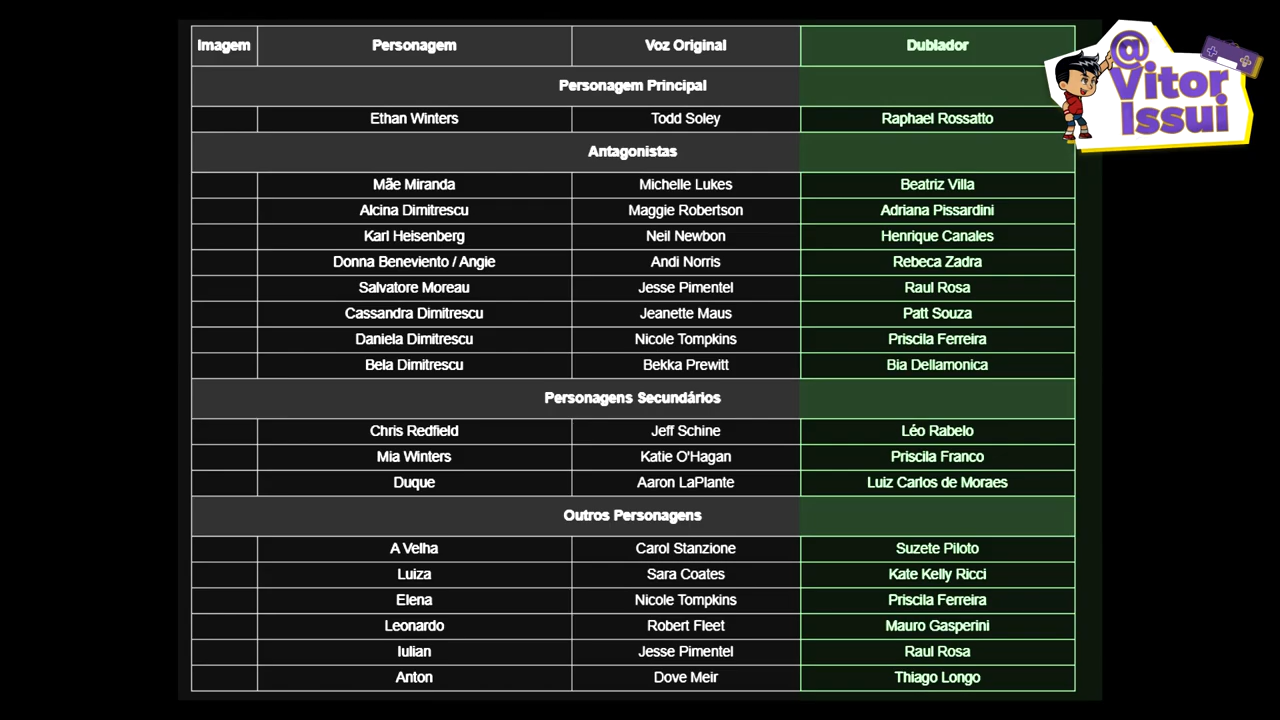 Imagem Personagem Voz Original Dublador
Personagem Principal
Ethan Winters Todd Soley Raphael Rossatto
Antagonistas
Mãe Miranda Michelle Lukes Beatriz Villa
Alcina Dimitrescu Maggie Robertson Adriana Pissardini
Karl Heisenberg Neil Newbon Henrique Canales
Donna Beneviento / Angie Andi Norris Rebeca Zadra
Salvatore Moreau Jesse Pimentel Raul Rosa
Cassandra Dimitrescu Jeanette Maus Patt Souza
Daniela Dimitrescu Nicole Tompkins Priscila Ferreira
Bela Dimitrescu Bekka Prewitt Bia Dellamonica
Personagens Secundários
Chris Redfield Jeff Schine Léo Rabelo
Mia Winters Katie O'Hagan Priscila Franco
Duque Aaron LaPlante Luiz Carlos de Moraes
Outros Personagens
A Velha Carol Stanzione Suzete Piloto
Luiza Sara Coates Kate Kelly Ricci
Elena Nicole Tompkins Priscila Ferreira
Leonardo Robert Fleet Mauro Gasperini
Iulian Jesse Pimentel Raul Rosa
Anton Dove Meir Thiago Longo
@
Vitor
Issui